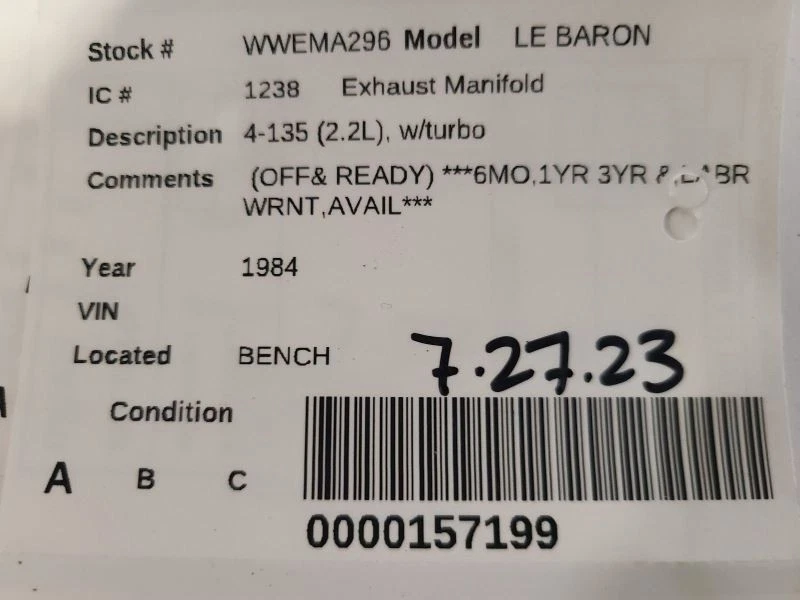 Stock # WWEMA296 Model LE BARON
IC # 1238 Exhaust Manifold
Description 4-135 (2.2L), w/turbo
Comments (OFF& READY) ***6MO,1YR 3YR
WRNT,AVAIL***
Year 1984
VIN
Located BENCH
7.27.23
Condition
A B C
0000157199